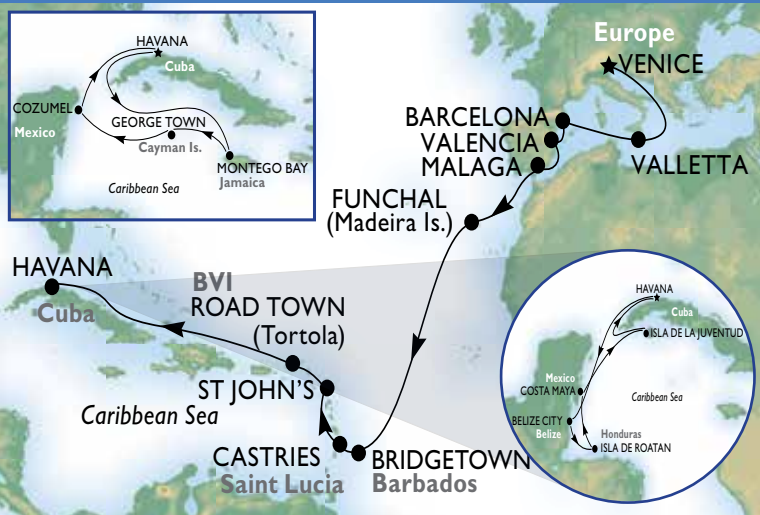 HAVANA
Cuba
COZUMEL
Mexico
GEORGE TOWN
Cayman Is.
MONTEGO BAY
Jamaica
Caribbean Sea
Europe
VENICE
BARCELONA
VALENCIA
MALAGA
VALLETTA
FUNCHAL
(Madeira Is.)
HAVANA
Cuba
BVI
ROAD TOWN
(Tortola)
ST JOHN'S
Caribbean Sea
CASTRIES
Saint Lucia
BRIDGETOWN
Barbados
HAVANA
Cuba
ISLA DE LA JUVENTUD
Mexico
COSTA MAYA
Caribbean Sea
BELIZE CITY
Belize
Honduras
ISLA DE ROATAN